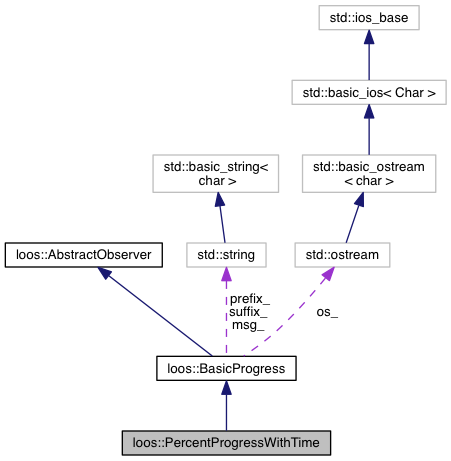 std::ios_base
std::basic_ios< Char >
std::basic_string<
char >
std::basic_ostream
< char >
loos::AbstractObserver
std::string
std::ostream
prefix_
suffix_
msg_
os_
loos::BasicProgress
loos::PercentProgressWithTime